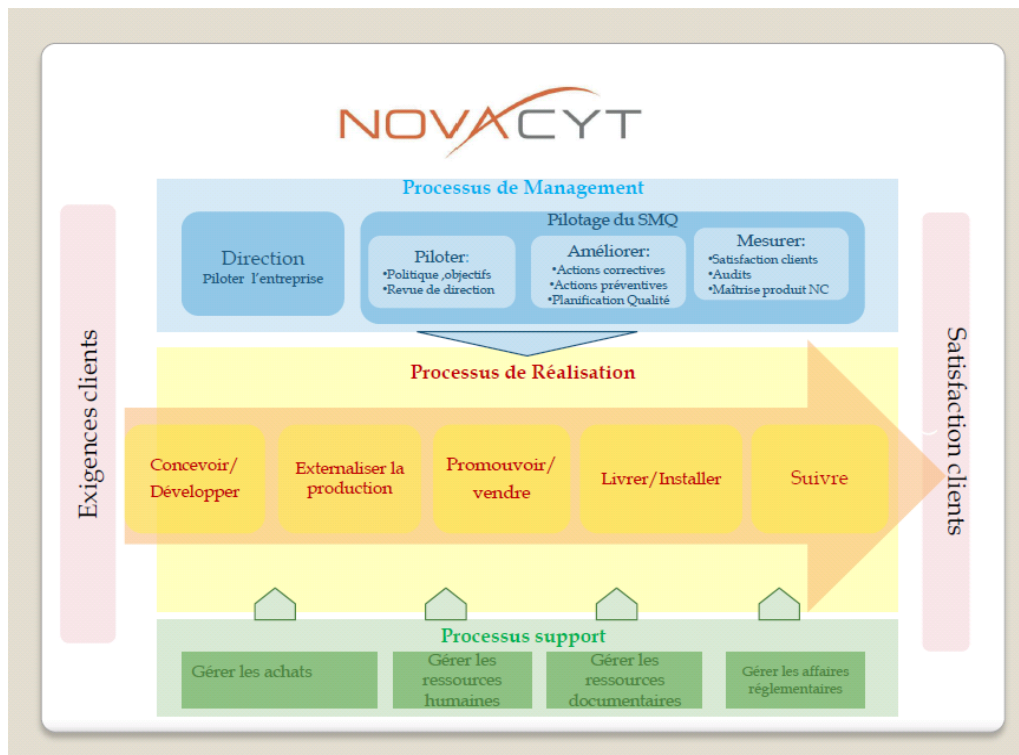 NOVACYT
Processus de Management
Pilotage du SMQ
Direction
Piloter l'entreprise
Piloter:
•Politique ,objectifs
•Revue de direction
Améliorer:
•Actions correctives
•Actions préventives
•Planification Qualité
Mesurer:
•Satisfaction clients
•Audits
•Maîtrise produit NC
Exigences clients
Processus de Réalisation
Concevoir/
Développer
Externaliser la
production
Promouvoir/
vendre
Livrer/Installer
Suivre
Satisfaction clients
Processus support
Gérer les achats
Gérer les
ressources
humaines
Gérer les
ressources
documentaires
Gérer les affaires
réglementaires